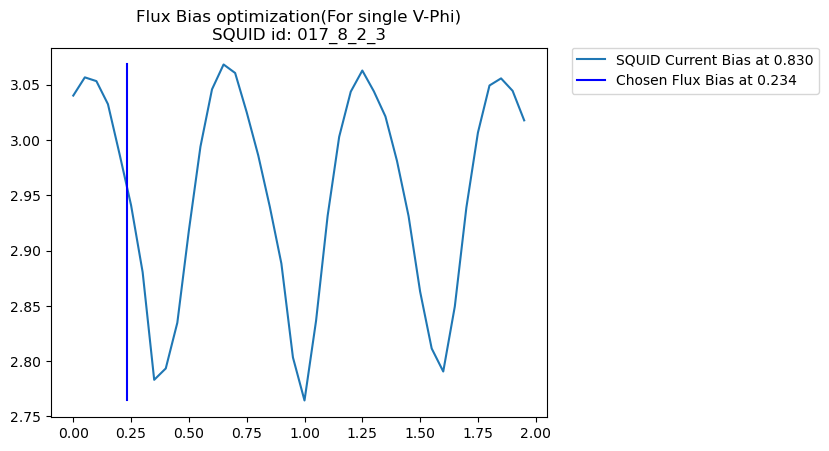 Flux Bias optimization(For single V-Phi)
SQUID id: 017_8_2_3
SQUID Current Bias at 0.830
Chosen Flux Bias at 0.234
3.05
3.00
2.95
2.90
2.85
2.80
2.75
0.00 0.25 0.50 0.75 1.00 1.25 1.50 1.75 2.00